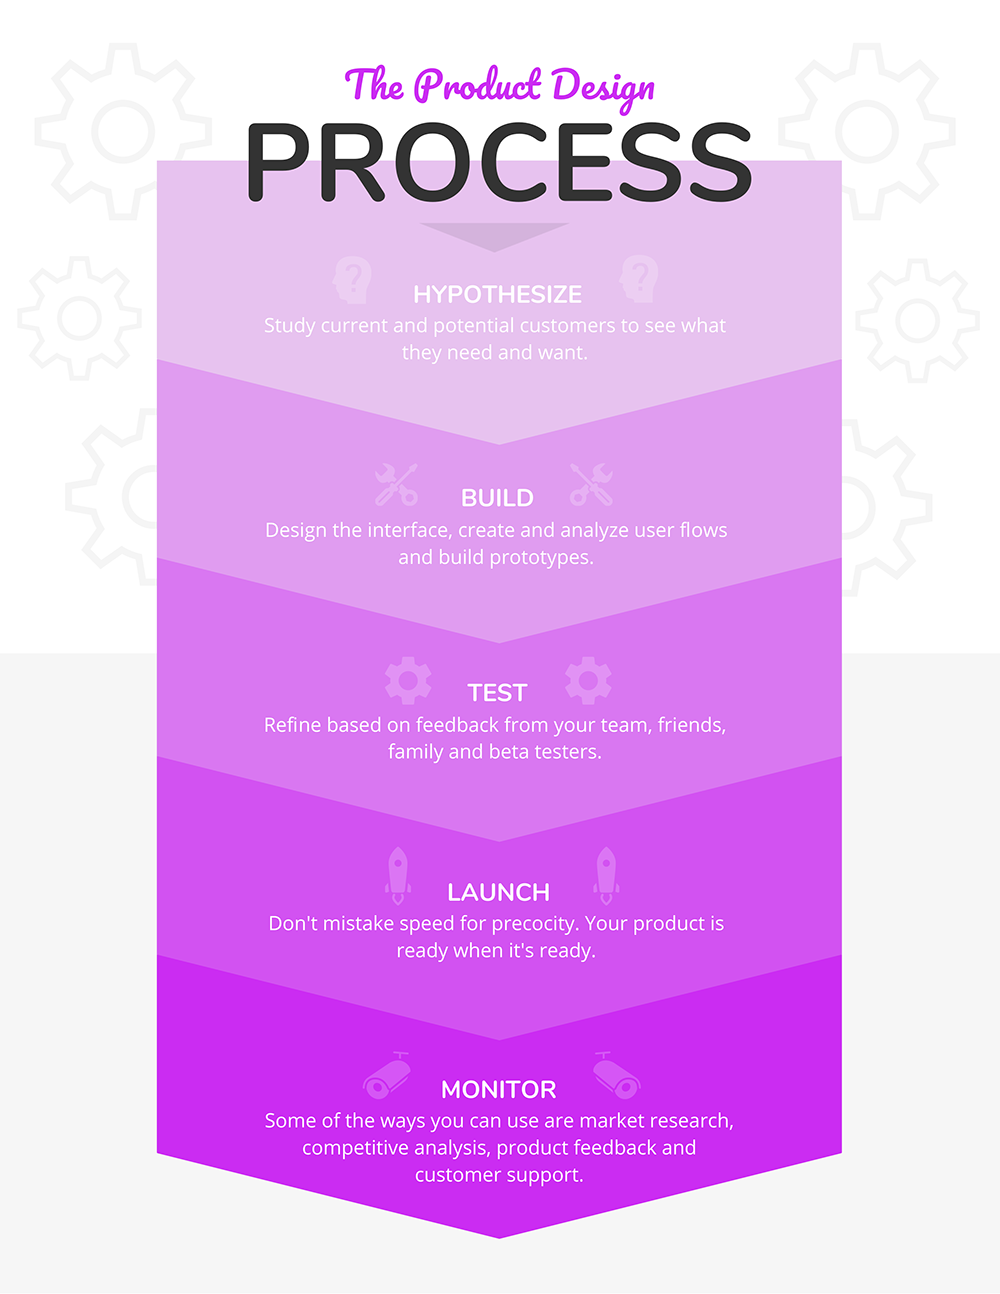 The Product Design
PROCESS
HYPOTHESIZE
Study current and potential customers to see what
they need and want.
BUILD
Design the interface, create and analyze user flows
and build prototypes.
TEST
Refine based on feedback from your team, friends,
family and beta testers.
LAUNCH
Don't mistake speed for precocity. Your product is
ready when it's ready.
MONITOR
Some of the ways you can use are market research,
competitive analysis, product feedback and
customer support.